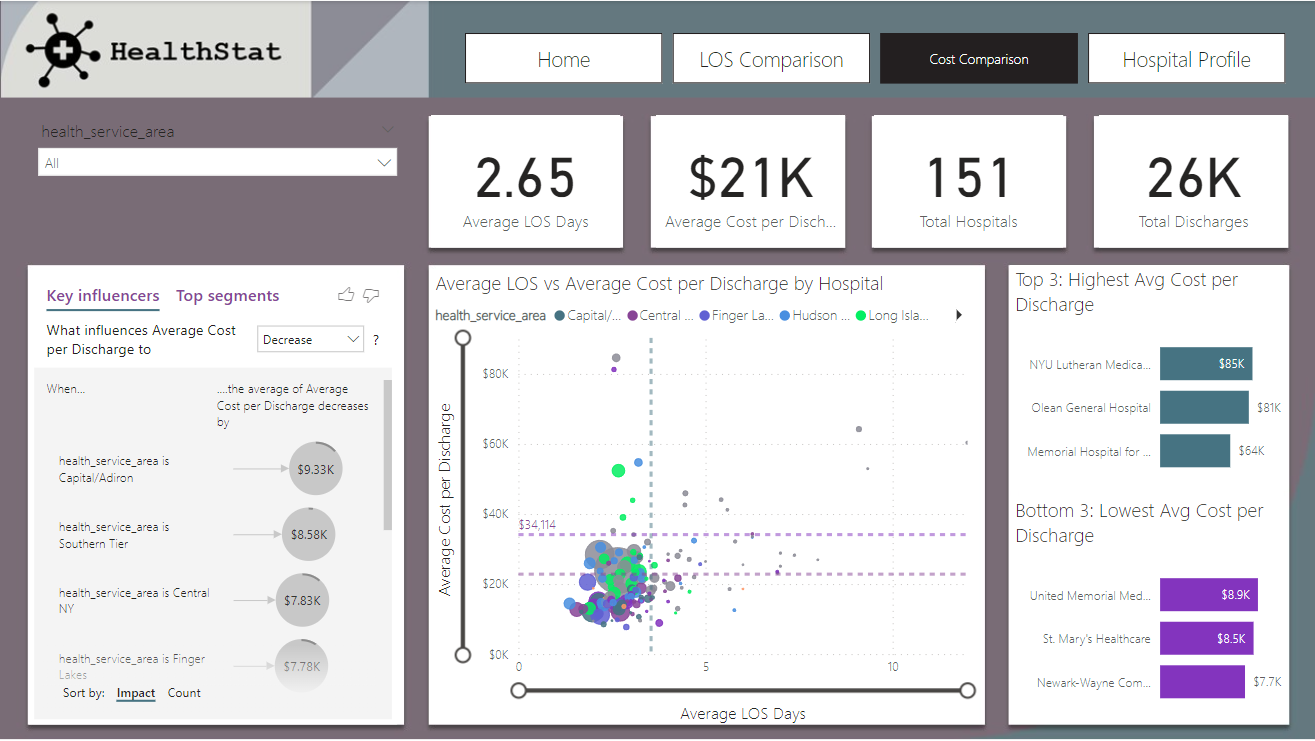 HealthStat
Home
LOS Comparison
Cost Comparison
Hospital Profile
health_service_area
All
2.65
Average LOS Days
$21K
Average Cost per Disch...
151
Total Hospitals
26K
Total Discharges
Key influencers
Top segments
What influences Average Cost
per Discharge to
Decrease
?
When...
....the average of Average
Cost per Discharge decreases
by
health_service_area is
Capital/Adiron
$9.33K
health_service_area is
Southern Tier
$8.58K
health_service_area is Central
NY
$7.83K
health_service_area is Finger
Lakes
$7.78K
Sort by:
Impact
Count
Average LOS vs Average Cost per Discharge by Hospital
health_service_area
Capital/...
Central ...
Finger La...
Hudson ...
Long Isla...
Average Cost per Discharge
$80K
$60K
$40K
$34,114
$20K
$0K
0
5
10
Average LOS Days
Top 3: Highest Avg Cost per
Discharge
NYU Lutheran Medica...
$85K
Olean General Hospital
$81K
Memorial Hospital for ...
$64K
Bottom 3: Lowest Avg Cost per
Discharge
United Memorial Med...
$8.9K
St. Mary's Healthcare
$8.5K
Newark-Wayne Com...
$7.7K